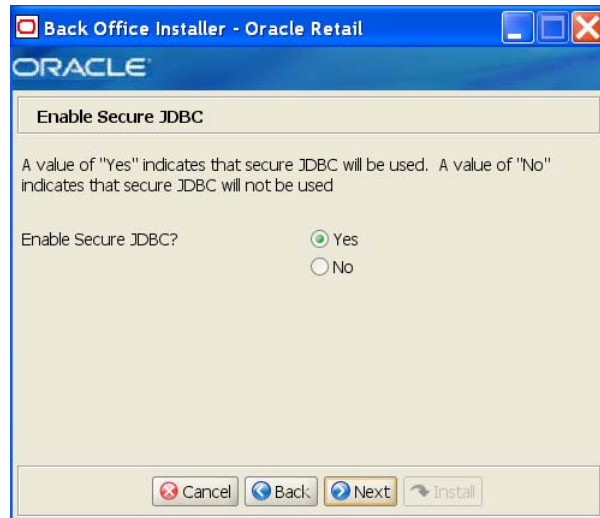 Back Office Installer - Oracle Retail
ORACLE
Enable Secure JDBC
A value of "Yes" indicates that secure JDBC will be used. A value of "No"
indicates that secure JDBC will not be used
Enable Secure JDBC?
Yes
No
Cancel Back Next Install